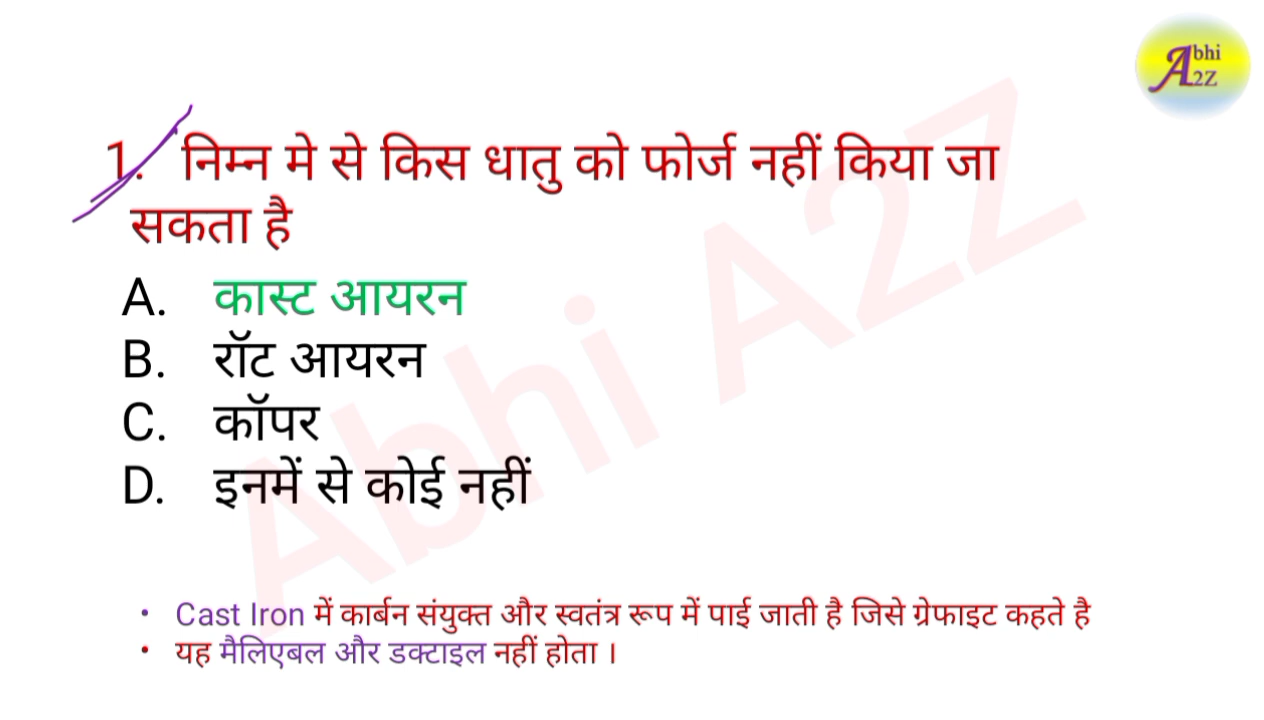 Abhi
A2Z
1. निम्न मे से किस धातु को फोर्ज नहीं किया जा
सकता है
A. कास्ट आयरन
B. रॉट आयरन
C. कॉपर
D. इनमें से कोई नहीं
• Cast Iron में कार्बन संयुक्त और स्वतंत्र रूप में पाई जाती है जिसे ग्रेफाइट कहते है
• यह मैलिएबल और डक्टाइल नहीं होता ।
Abhi A2Z